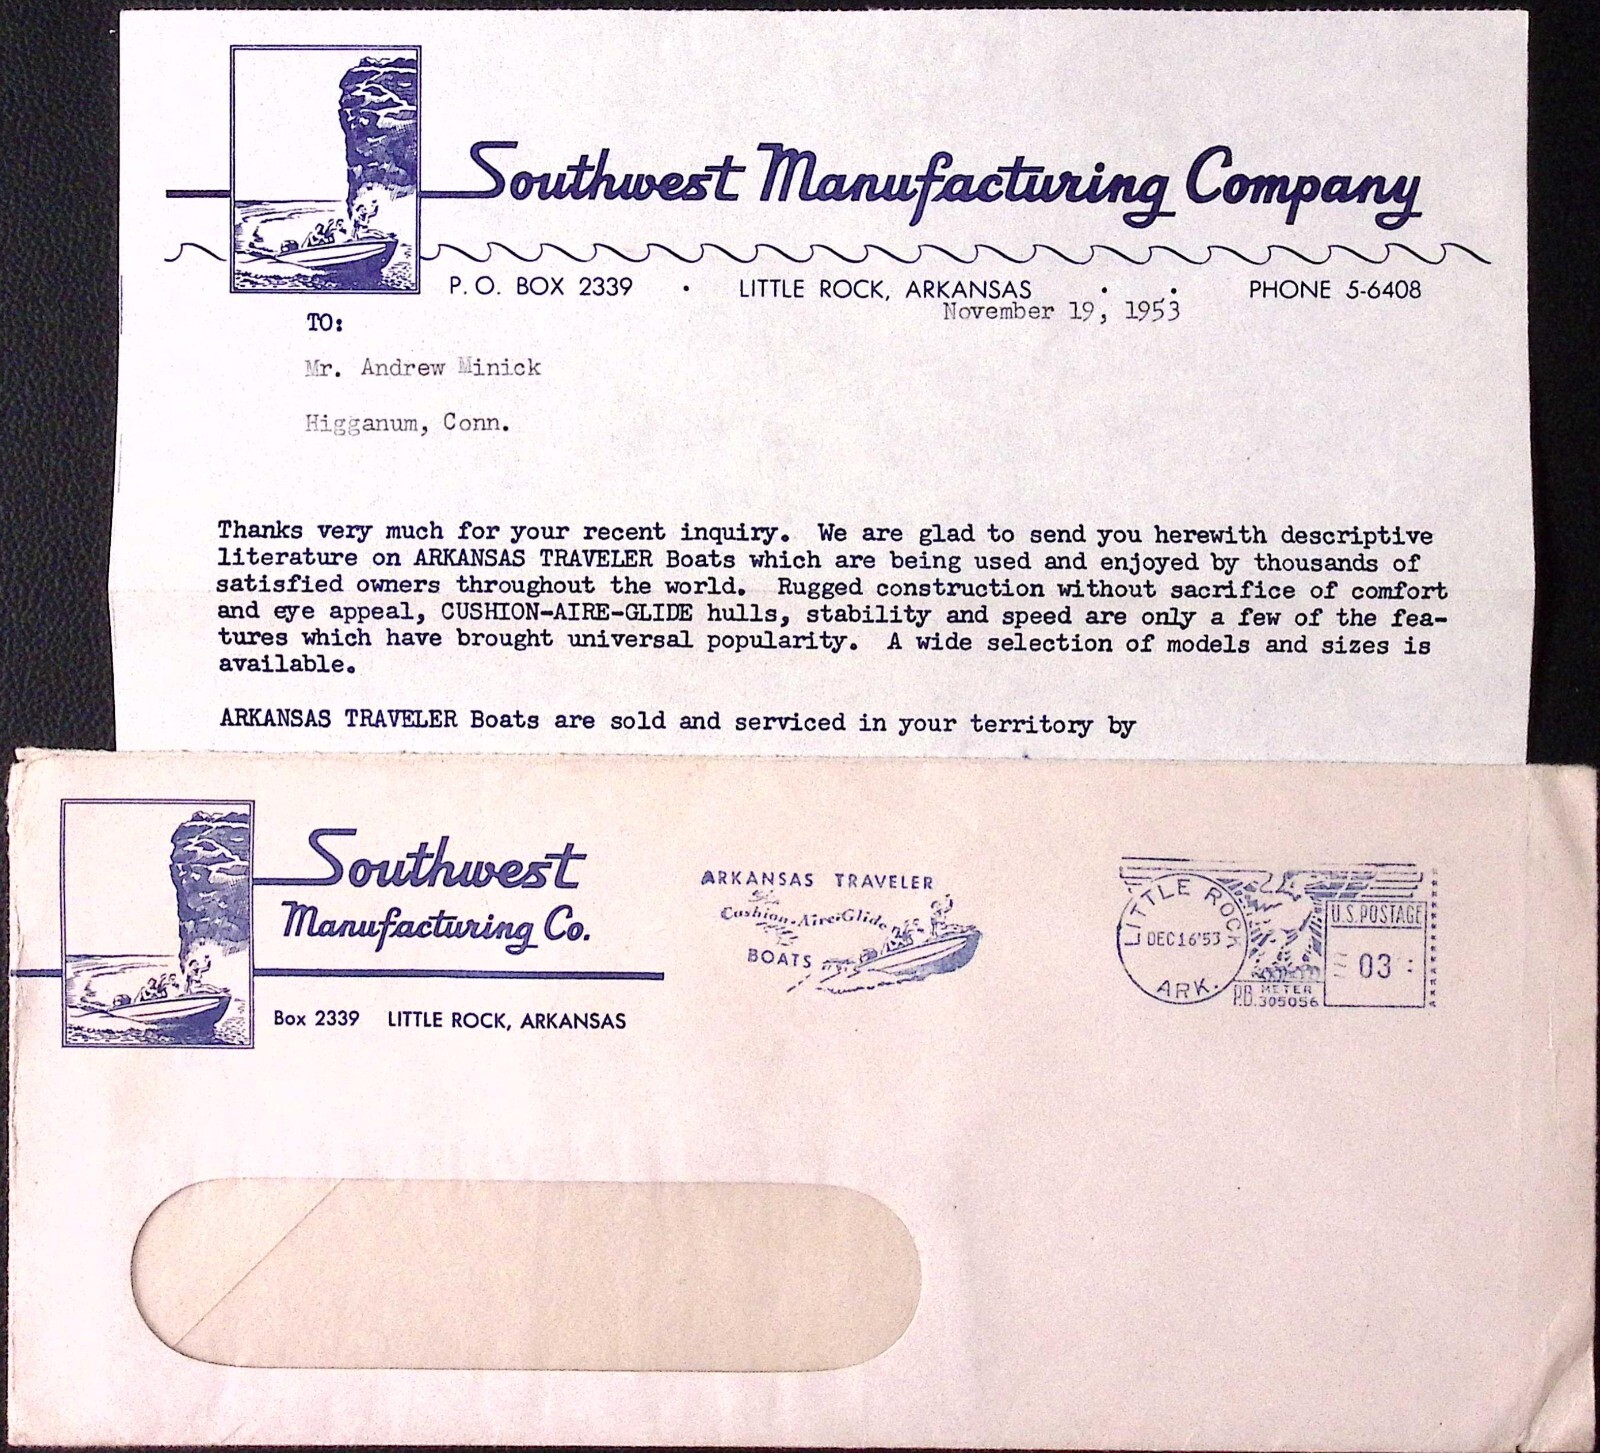 Southwest Manufacturing Company
P. O. BOX 2339 • LITTLE ROCK, ARKANSAS • • PHONE 5-6408
November 19, 1953
TO:
Mr. Andrew Minick
Higganum, Conn.
Thanks very much for your recent inquiry. We are glad to send you herewith descriptive
literature on ARKANSAS TRAVELER Boats which are being used and enjoyed by thousands of
satisfied owners throughout the world. Rugged construction without sacrifice of comfort
and eye appeal, CUSHION-AIRE-GLIDE hulls, stability and speed are only a few of the fea-
tures which have brought universal popularity. A wide selection of models and sizes is
available.
ARKANSAS TRAVELER Boats are sold and serviced in your territory by
Southwest
Manufacturing Co.
Box 2339 LITTLE ROCK, ARKANSAS
ARKANSAS TRAVELER
Cushion-Aire-Glide
BOATS
LITTLE ROCK
DEC16'53
ARK.
U.S.POSTAGE
03
P.B. METER
305056